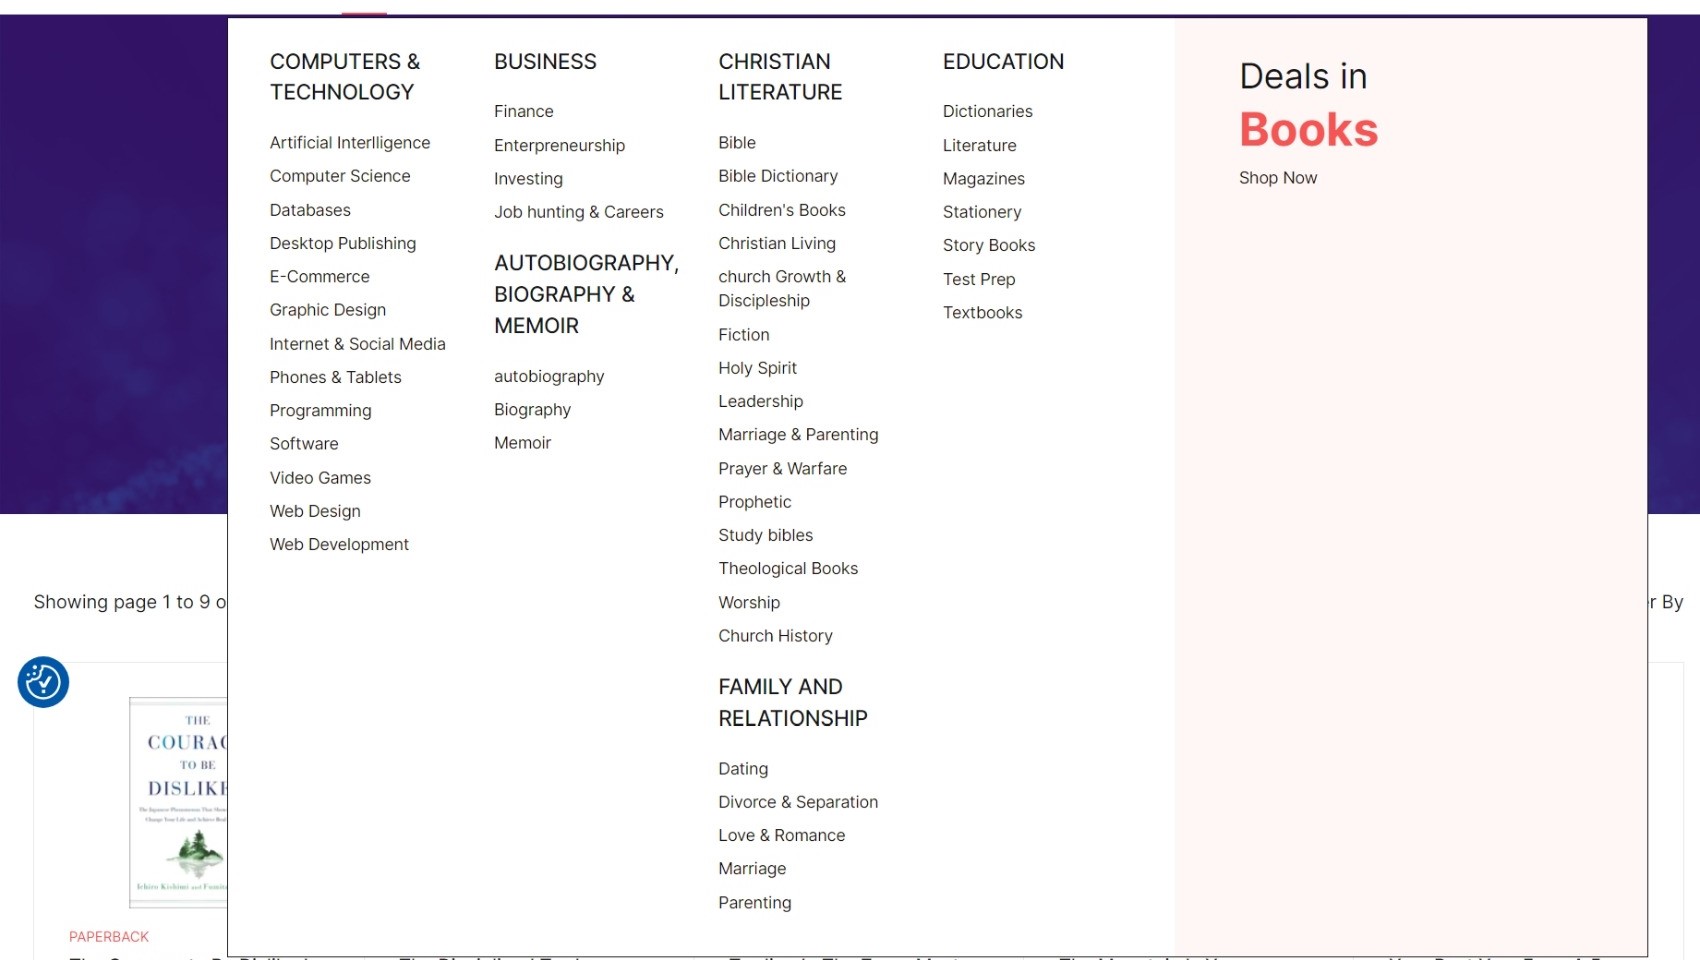 COMPUTERS &
TECHNOLOGY
Artificial Interlligence
Computer Science
Databases
Desktop Publishing
E-Commerce
Graphic Design
Internet & Social Media
Phones & Tablets
Programming
Software
Video Games
Web Design
Web Development
BUSINESS
Finance
Enterpreneurship
Investing
Job hunting & Careers
AUTOBIOGRAPHY,
BIOGRAPHY &
MEMOIR
autobiography
Biography
Memoir
CHRISTIAN
LITERATURE
Bible
Bible Dictionary
Children's Books
Christian Living
church Growth &
Discipleship
Fiction
Holy Spirit
Leadership
Marriage & Parenting
Prayer & Warfare
Prophetic
Study bibles
Theological Books
Worship
Church History
FAMILY AND
RELATIONSHIP
Dating
Divorce & Separation
Love & Romance
Marriage
Parenting
EDUCATION
Dictionaries
Literature
Magazines
Stationery
Story Books
Test Prep
Textbooks
Deals in
Books
Shop Now
Showing page 1 to 9
By
THE
TO BE
PAPERBACK